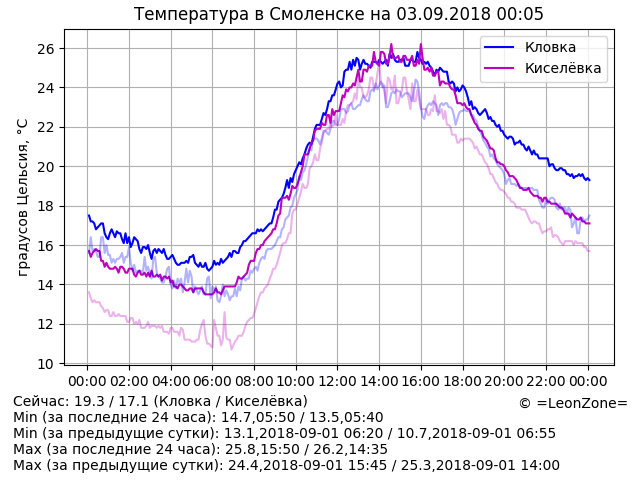 Температура в Смоленске на 03.09.2018 00:05
градусов Цельсия, °C
26
24
22
20
18
16
14
12
10
Кловка
Киселёвка
00:00 02:00 04:00 06:00 08:00 10:00 12:00 14:00 16:00 18:00 20:00 22:00 00:00
Сейчас: 19.3 / 17.1 (Кловка / Киселёвка)
© =LeonZone=
Min (за последние 24 часа): 14.7,05:50 / 13.5,05:40
Min (за предыдущие сутки): 13.1,2018-09-01 06:20 / 10.7,2018-09-01 06:55
Max (за последние 24 часа): 25.8,15:50 / 26.2,14:35
Max (за предыдущие сутки): 24.4,2018-09-01 15:45 / 25.3,2018-09-01 14:00